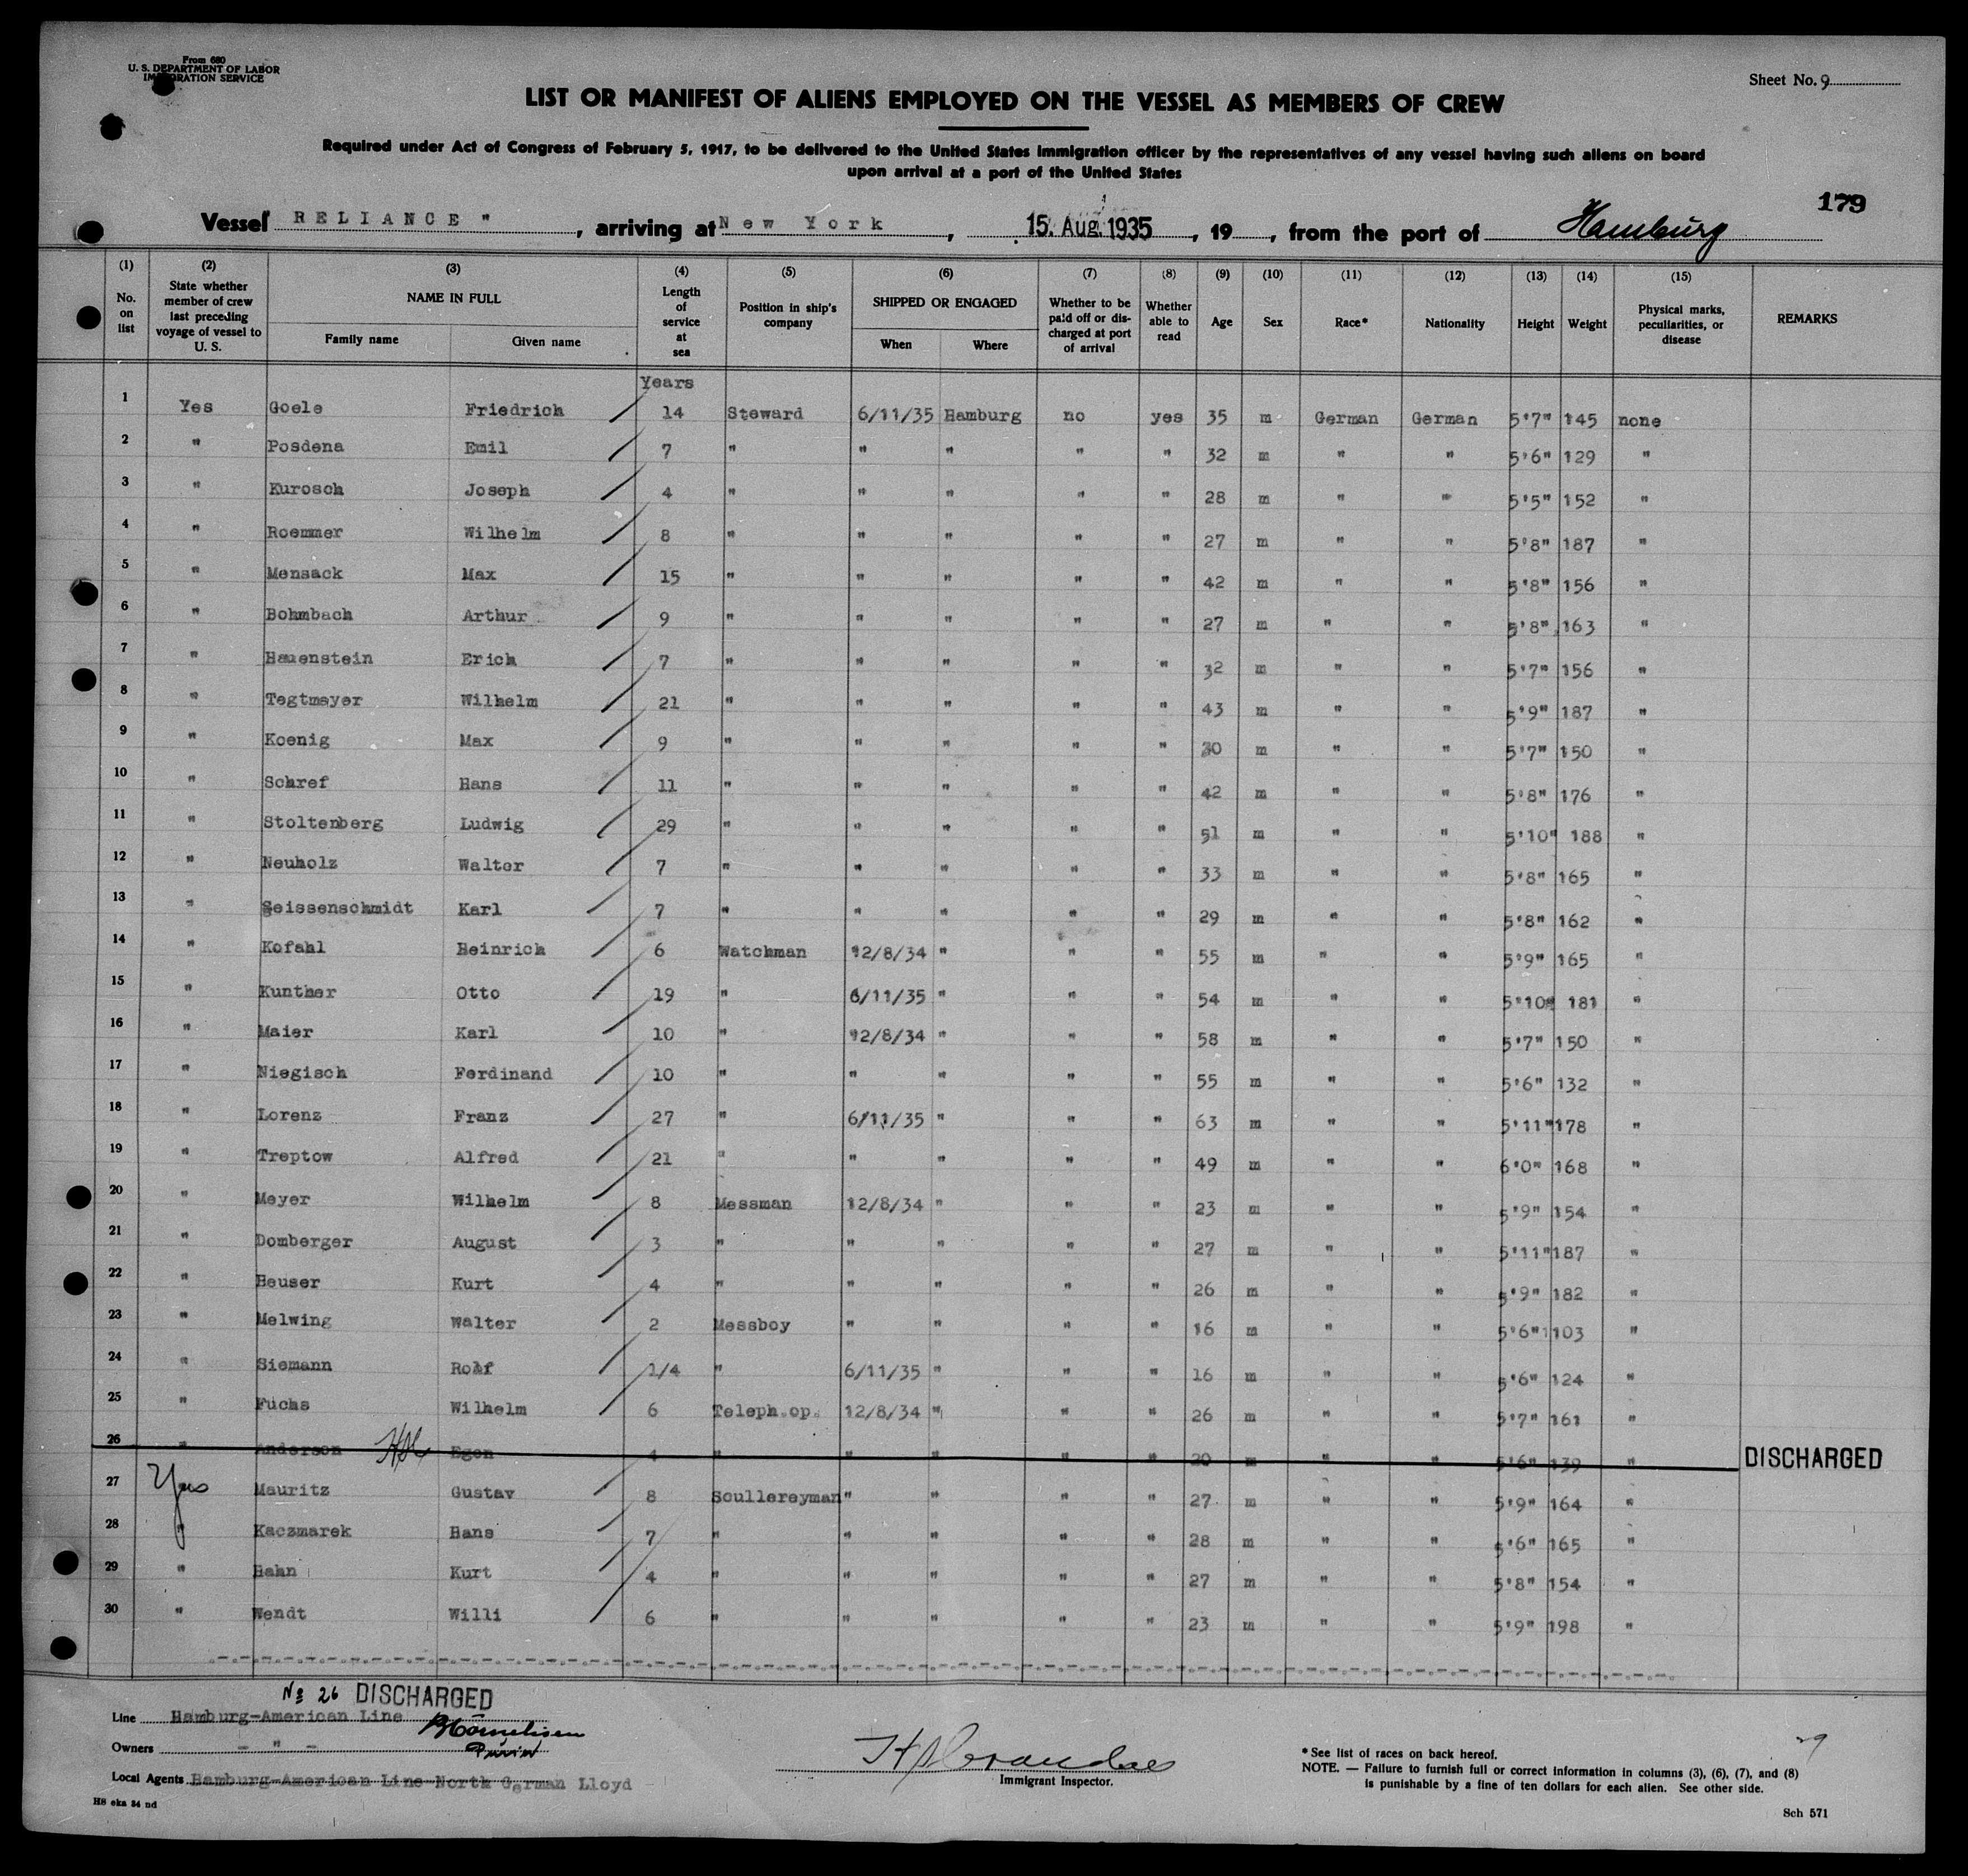 From 680
U. S. DEPARTMENT OF LABOR
IMMIGRATION SERVICE
Sheet No. 9
LIST OR MANIFEST OF ALIENS EMPLOYED ON THE VESSEL AS MEMBERS OF CREW
Required under Act of Congress of February 5, 1917, to be delivered to the United States immigration officer by the representatives of any vessel having such aliens on board
upon arrival at a port of the United States
179
Vessel " RELIANCE ", arriving at New York, 15. Aug. 1935, 19, from the port of Hamburg
(1) (2) (3) (4) (5) (6) (7) (8) (9) (10) (11) (12) (13) (14) (15)
No. on list State whether member of crew last preceding voyage of vessel to U. S. NAME IN FULL Family name Given name Length of service at sea Position in ship's company SHIPPED OR ENGAGED When Where Whether to be paid off or discharged at port of arrival Whether able to read Age Sex Race* Nationality Height Weight Physical marks, peculiarities, or disease REMARKS
Years
1 Yes Goele Friedrich 14 Steward 6/11/35 Hamburg no yes 35 m German German 5'7" 145 none
2 " Posdena Emil 7 " " " " " 32 m " " 5'6" 129 "
3 " Kurosch Joseph 4 " " " " " 28 m " " 5'5" 152 "
4 " Roemmer Wilhelm 8 " " " " " 27 m " " 5'8" 187 "
5 " Mensack Max 15 " " " " " 42 m " " 5'8" 156 "
6 " Bohmbach Arthur 9 " " " " " 27 m " " 5'8" 163 "
7 " Hauenstein Erich 7 " " " " " 32 m " " 5'7" 156 "
8 " Tegtmeyer Wilhelm 21 " " " " " 43 m " " 5'9" 187 "
9 " Koenig Max 9 " " " " " 30 m " " 5'7" 150 "
10 " Schref Hans 11 " " " " " 42 m " " 5'8" 176 "
11 " Stoltenberg Ludwig 29 " " " " " 51 m " " 5'10" 188 "
12 " Neuholz Walter 7 " " " " " 33 m " " 5'8" 165 "
13 " Seissenschmidt Karl 7 " " " " " 29 m " " 5'8" 162 "
14 " Kofahl Heinrich 6 Watchman 12/8/34 " " " 55 m " " 5'9" 165 "
15 " Kunther Otto 19 " 6/11/35 " " " 54 m " " 5'10" 181 "
16 " Maier Karl 10 " 12/8/34 " " " 58 m " " 5'7" 150 "
17 " Niegisch Ferdinand 10 " " " " " 55 m " " 5'6" 132 "
18 " Lorenz Franz 27 " 6/11/35 " " " 63 m " " 5'11" 178 "
19 " Treptow Alfred 21 " " " " " 49 m " " 6'0" 168 "
20 " Meyer Wilhelm 8 Messman 12/8/34 " " " 23 m " " 5'9" 154 "
21 " Domberger August 3 " " " " " 27 m " " 5'11" 187 "
22 " Heuser Kurt 4 " " " " " 26 m " " 5'9" 182 "
23 " Melwing Walter 2 Messboy " " " " 16 m " " 5'6" 103 "
24 " Siemann Rolf 1/4 " 6/11/35 " " " 16 m " " 5'6" 124 "
25 " Fuchs Wilhelm 6 Teleph.op. 12/8/34 " " " 26 m " " 5'7" 161 "
26 " Anderson Egon 4 " " " " " 20 m " " 5'6" 139 " DISCHARGED
27 Yes Mauritz Gustav 8 Scullereyman " " " " 27 m " " 5'9" 164 "
28 " Kaczmarek Hans 7 " " " " " 28 m " " 5'6" 165 "
29 " Hahn Kurt 4 " " " " " 27 m " " 5'8" 154 "
30 " Wendt Willi 6 " " " " " 23 m " " 5'9" 198 "
No 26 DISCHARGED
Line Hamburg-American Line
Owners - " -
Local Agents Hamburg-American Line-North German Lloyd
H8 eka 34 nd
Immigrant Inspector.
29
* See list of races on back hereof.
NOTE. — Failure to furnish full or correct information in columns (3), (6), (7), and (8)
is punishable by a fine of ten dollars for each alien. See other side.
Sch 571